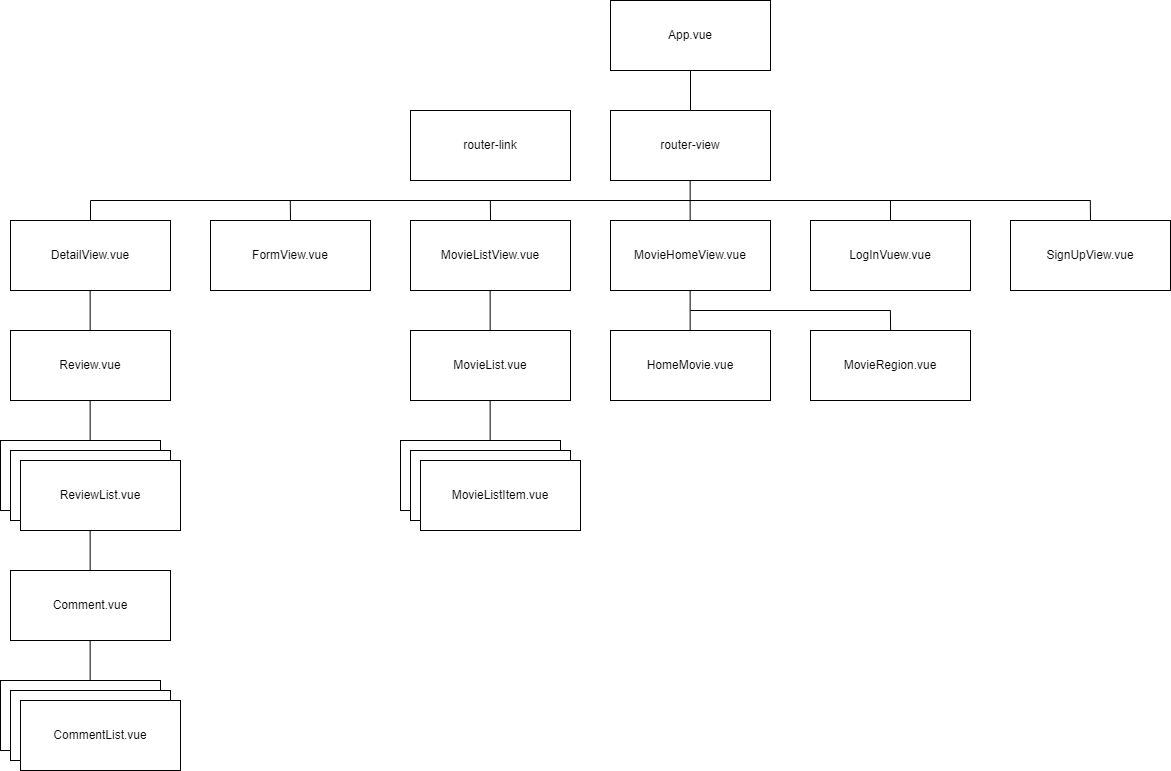 App.vue
router-link
router-view
DetailView.vue
FormView.vue
MovieListView.vue
MovieHomeView.vue
LogInVuew.vue
SignUpView.vue
Review.vue
MovieList.vue
HomeMovie.vue
MovieRegion.vue
ReviewList.vue
MovieListItem.vue
Comment.vue
CommentList.vue